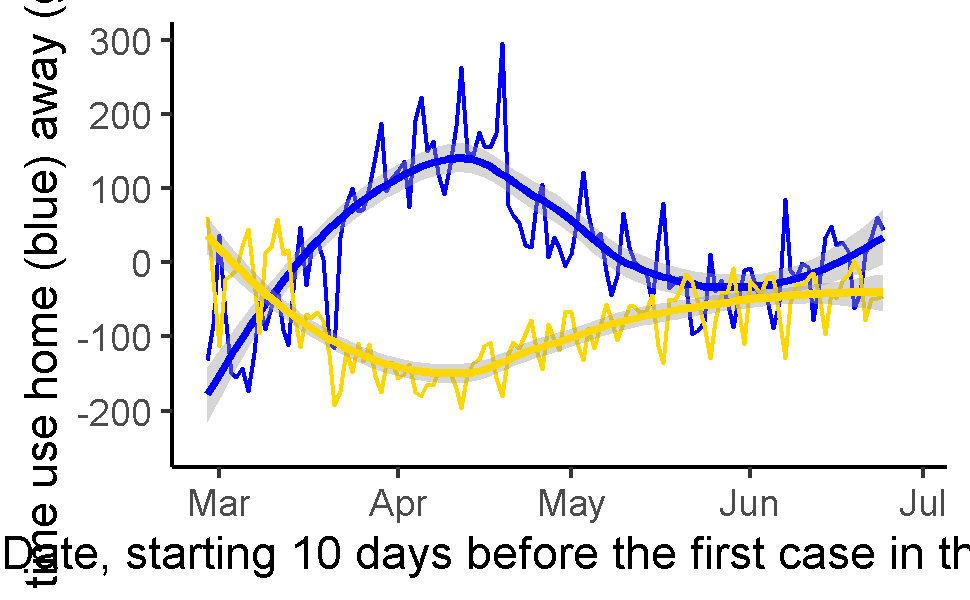 time use home (blue) away (
300
200
100
0
-100
-200
Mar Apr May Jun Jul
Date, starting 10 days before the first case in th